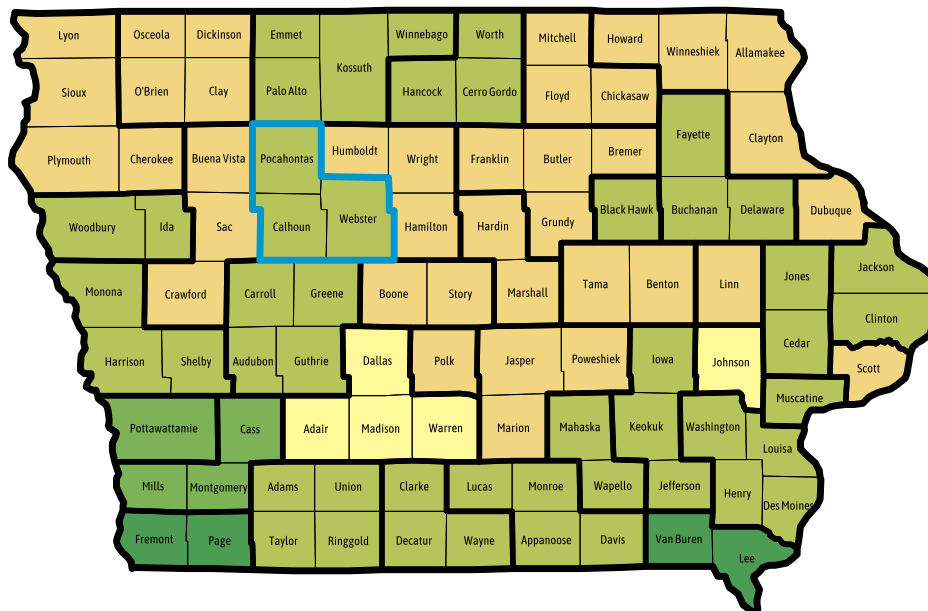 Lyon
Osceola
Dickinson
Emmet
Winnebago
Worth
Mitchell
Howard
Winneshiek
Allamakee
Kossuth
Sioux
O'Brien
Clay
Palo Alto
Hancock
Cerro Gordo
Floyd
Chickasaw
Fayette
Clayton
Plymouth
Cherokee
Buena Vista
Pocahontas
Humboldt
Wright
Franklin
Butler
Bremer
Woodbury
Ida
Sac
Calhoun
Webster
Hamilton
Hardin
Grundy
Black Hawk
Buchanan
Delaware
Dubuque
Monona
Crawford
Carroll
Greene
Boone
Story
Marshall
Tama
Benton
Linn
Jones
Jackson
Clinton
Cedar
Harrison
Shelby
Audubon
Guthrie
Dallas
Polk
Jasper
Poweshiek
Iowa
Johnson
Scott
Muscatine
Pottawattamie
Cass
Adair
Madison
Warren
Marion
Mahaska
Keokuk
Washington
Louisa
Mills
Montgomery
Adams
Union
Clarke
Lucas
Monroe
Wapello
Jefferson
Henry
Des Moines
Fremont
Page
Taylor
Ringgold
Decatur
Wayne
Appanoose
Davis
Van Buren
Lee